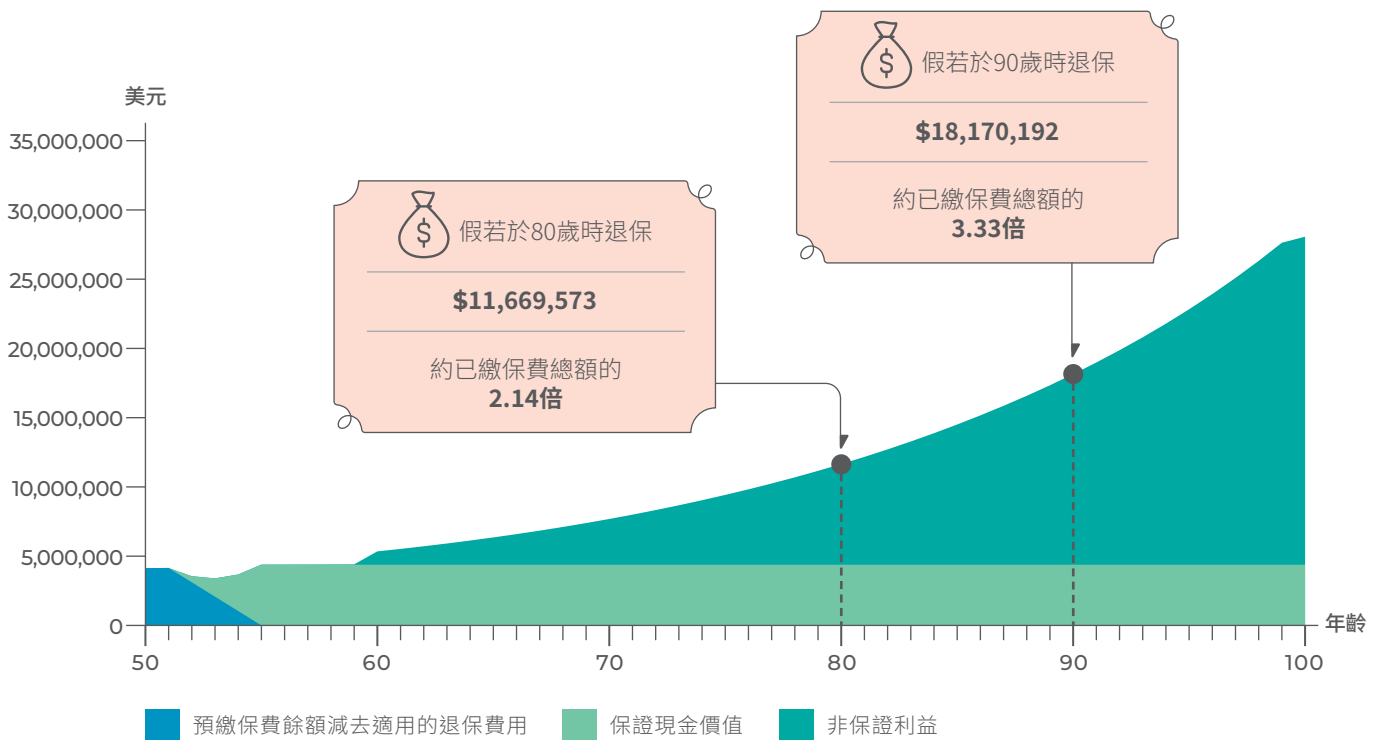 假若於90歲時退保
$18,170,192
約已繳保費總額的
3.33倍
美元
假若於80歲時退保
$11,669,573
約已繳保費總額的
2.14倍
35,000,000
30,000,000
25,000,000
20,000,000
15,000,000
10,000,000
5,000,000
0
年齡
50 60 70 80 90 100
預繳保費餘額減去適用的退保費用 保證現金價值 非保證利益